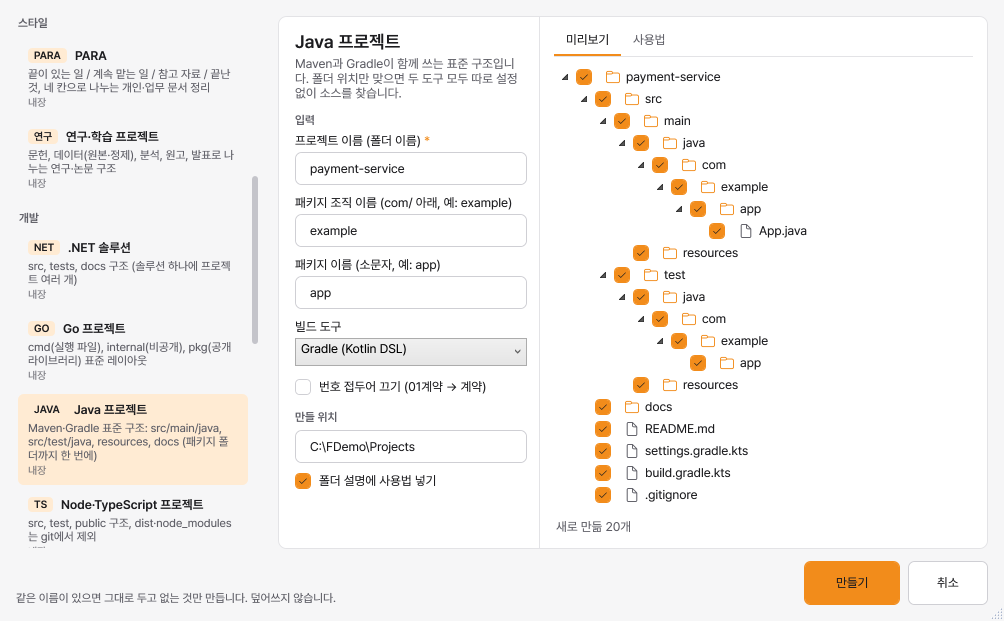 스타일
PARA PARA
끝이 있는 일 / 계속 맡는 일 / 참고 자료 / 끝난
것, 네 칸으로 나누는 개인·업무 문서 정리
내장
연구 연구·학습 프로젝트
문헌, 데이터(원본·정제), 분석, 원고, 발표로 나
누는 연구·논문 구조
내장
개발
NET .NET 솔루션
src, tests, docs 구조 (솔루션 하나에 프로젝
트 여러 개)
내장
GO Go 프로젝트
cmd(실행 파일), internal(비공개), pkg(공개
라이브러리) 표준 레이아웃
내장
JAVA Java 프로젝트
Maven·Gradle 표준 구조: src/main/java,
src/test/java, resources, docs (패키지 폴
더까지 한 번에)
내장
TS Node·TypeScript 프로젝트
src, test, public 구조, dist·node_modules
는 git에서 제외
Java 프로젝트
Maven과 Gradle이 함께 쓰는 표준 구조입니
다. 폴더 위치만 맞으면 두 도구 모두 따로 설정
없이 소스를 찾습니다.
입력
프로젝트 이름 (폴더 이름) *
payment-service
패키지 조직 이름 (com/ 아래, 예: example)
example
패키지 이름 (소문자, 예: app)
app
빌드 도구
Gradle (Kotlin DSL)
번호 접두어 끄기 (01계약 → 계약)
만들 위치
C:\FDemo\Projects
폴더 설명에 사용법 넣기
미리보기 사용법
payment-service
src
main
java
com
example
app
App.java
resources
test
java
com
example
app
resources
docs
README.md
settings.gradle.kts
build.gradle.kts
.gitignore
새로 만듦 20개
같은 이름이 있으면 그대로 두고 없는 것만 만듭니다. 덮어쓰지 않습니다.
만들기 취소